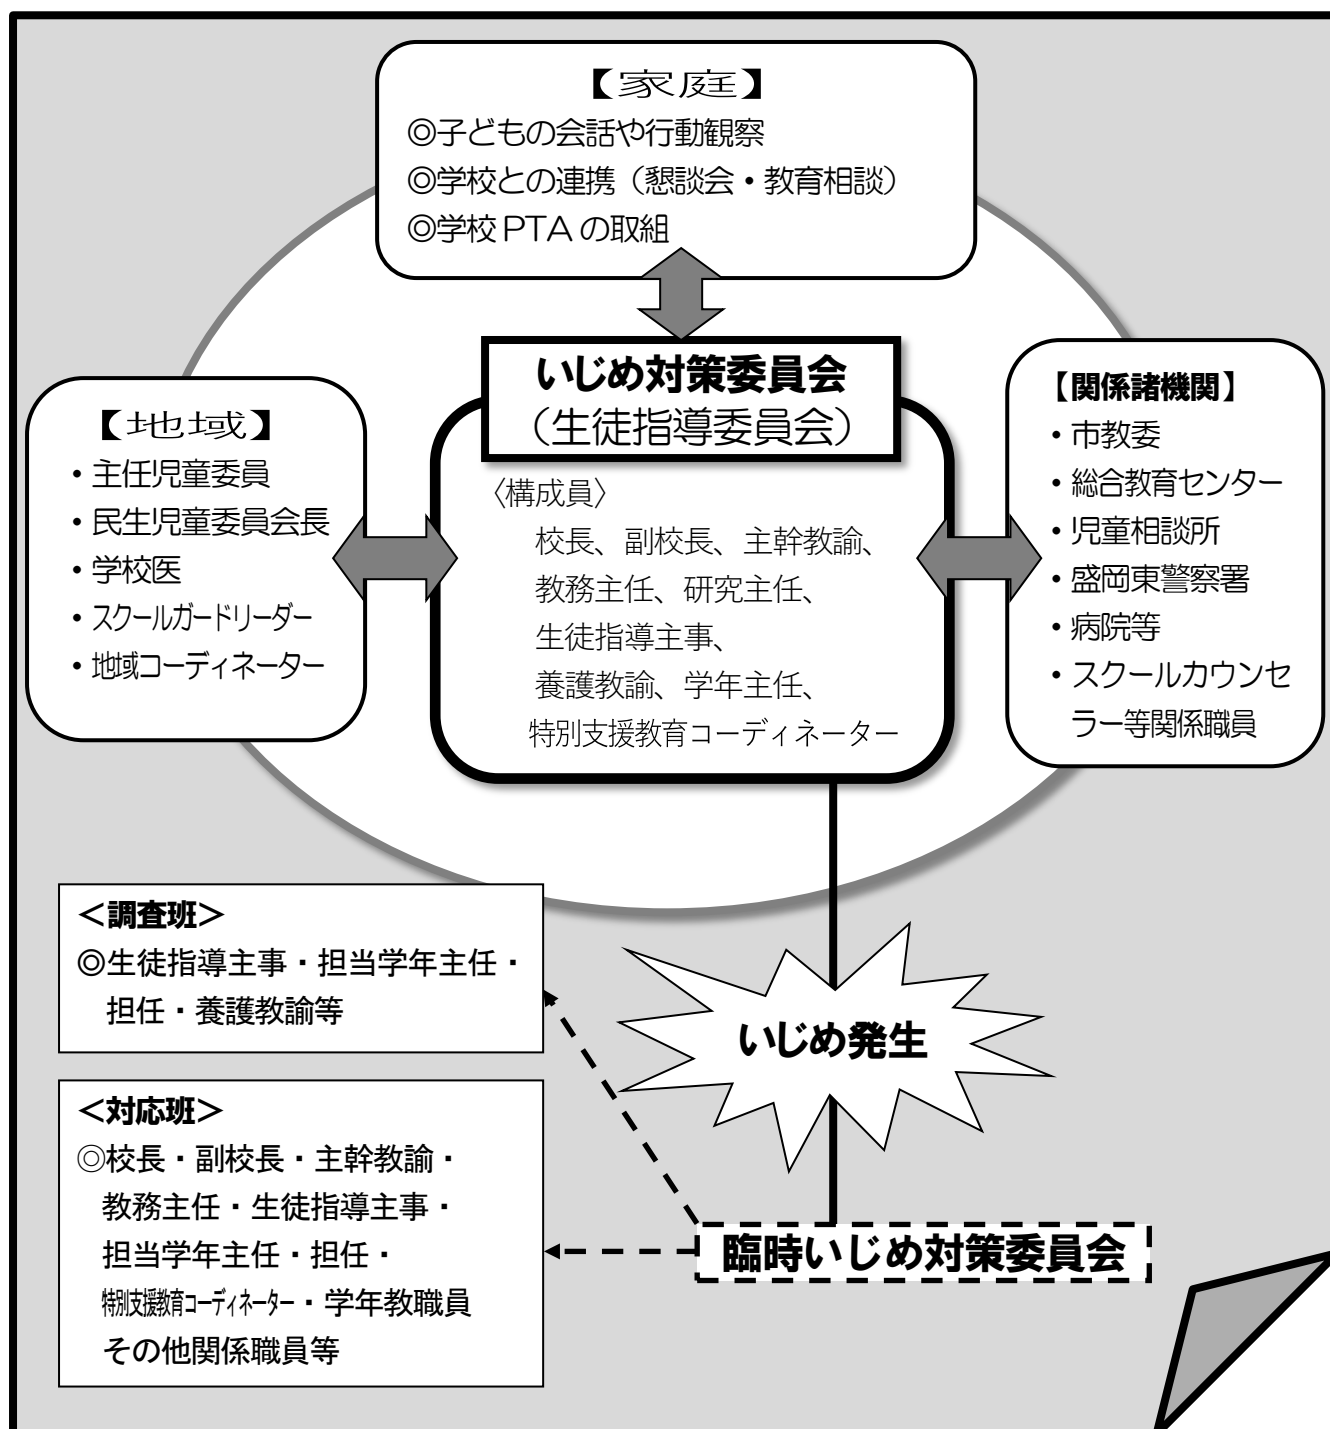 【家庭】
◎子どもの会話や行動観察
◎学校との連携（懇談会・教育相談）
◎学校PTAの取組
いじめ対策委員会
（生徒指導委員会）
〈構成員〉
校長、副校長、主幹教諭、
教務主任、研究主任、
生徒指導主事、
養護教諭、学年主任、
特別支援教育コーディネーター
【地域】
・主任児童委員
・民生児童委員会長
・学校医
・スクールガードリーダー
・地域コーディネーター
【関係諸機関】
・市教委
・総合教育センター
・児童相談所
・盛岡東警察署
・病院等
・スクールカウンセ
ラー等関係職員
＜調査班＞
◎生徒指導主事・担当学年主任・
担任・養護教諭等
いじめ発生
＜対応班＞
◎校長・副校長・主幹教諭・
教務主任・生徒指導主事・
担当学年主任・担任・
特別支援教育コーディネーター・学年教職員
その他関係職員等
臨時いじめ対策委員会